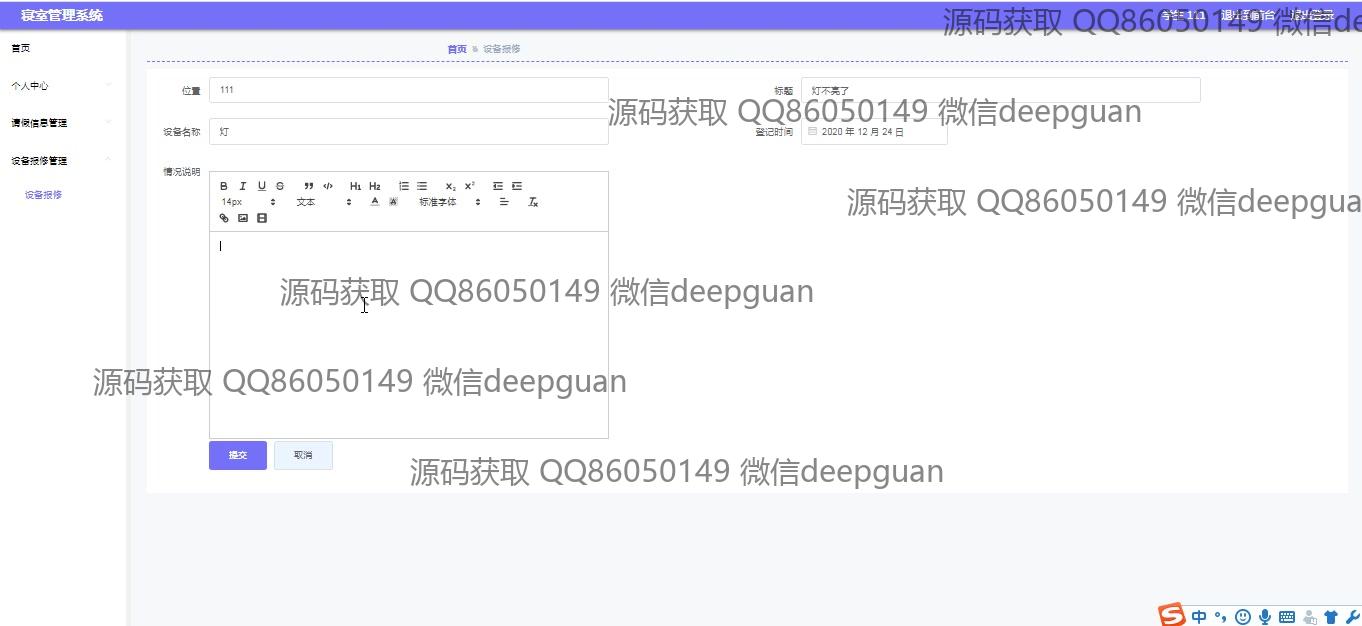 寝室管理系统
源码获取 QQ86050149 微信de
学生 111 退出到前台 退出登录
首页
首页 设备报修
个人中心
位置 111
标题 灯不亮了
源码获取 QQ86050149 微信deepguan
请假信息管理
设备名称 灯
登记时间 2020 年 12 月 24 日
设备报修管理
情况说明
设备报修
B I U S ” </> H1 H2 X2 X2
14px 文本 A A 标准字体 Tx
源码获取 QQ86050149 微信deepgua
源码获取 QQ86050149 微信deepguan
源码获取 QQ86050149 微信deepguan
提交 取消
源码获取 QQ86050149 微信deepguan
S 中 °,